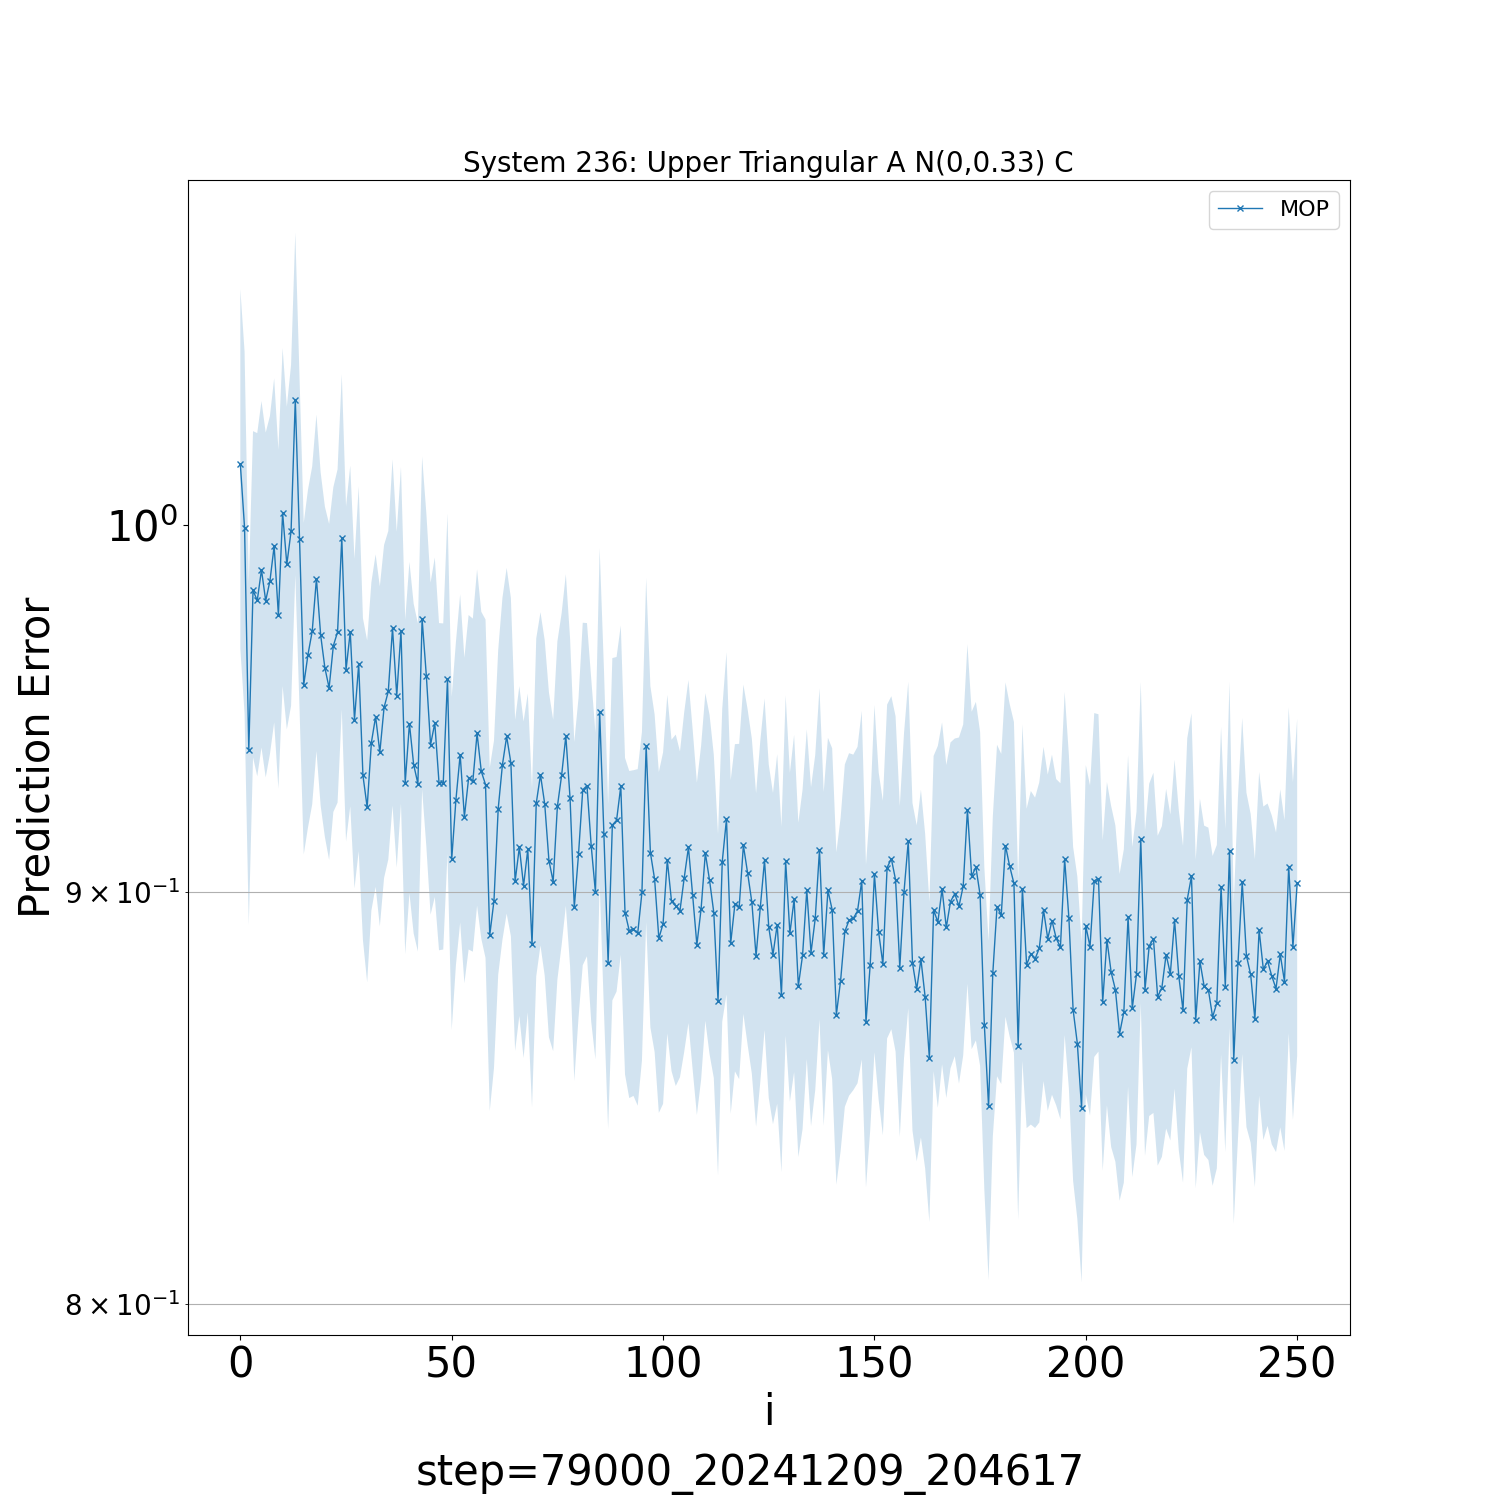 System 236: Upper Triangular A N(0,0.33) C
MOP
10⁰
9 × 10⁻¹
8 × 10⁻¹
Prediction Error
0 50 100 150 200 250
i
step=79000_20241209_204617